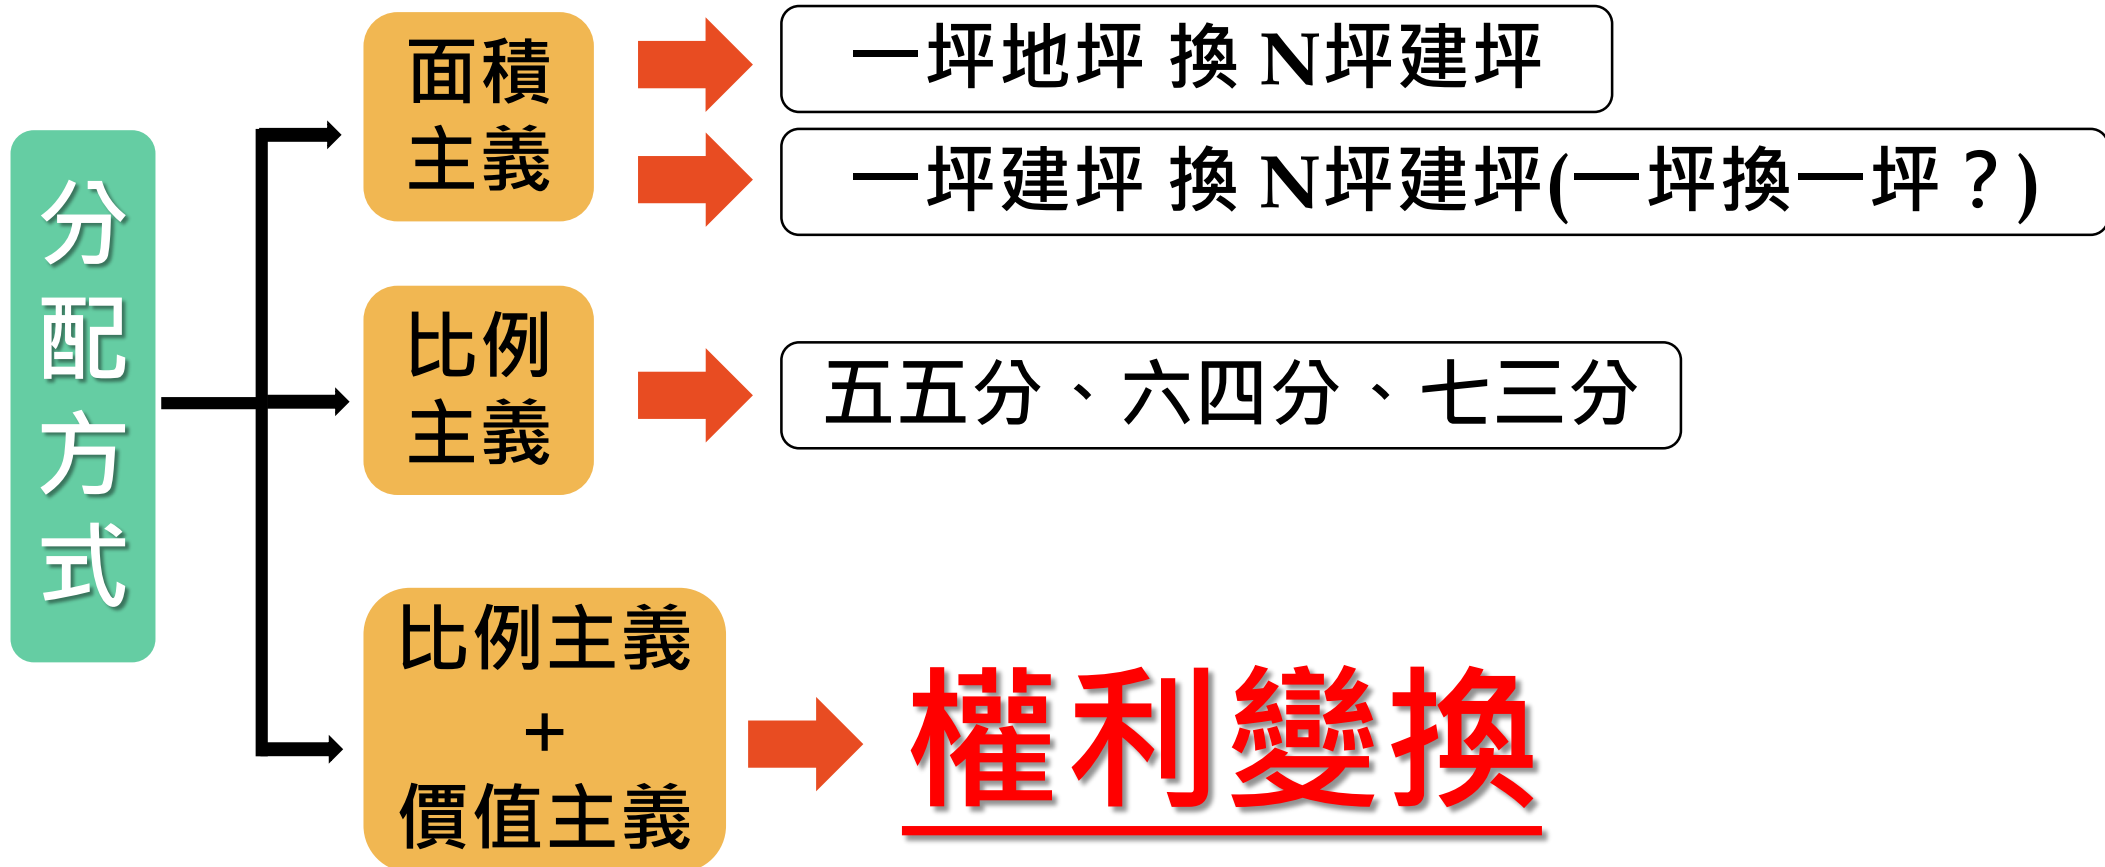 分配方式
面積
主義
一坪地坪 換 N坪建坪
一坪建坪 換 N坪建坪(一坪換一坪？)
比例
主義
五五分、六四分、七三分
比例主義
+
價值主義
權利變換